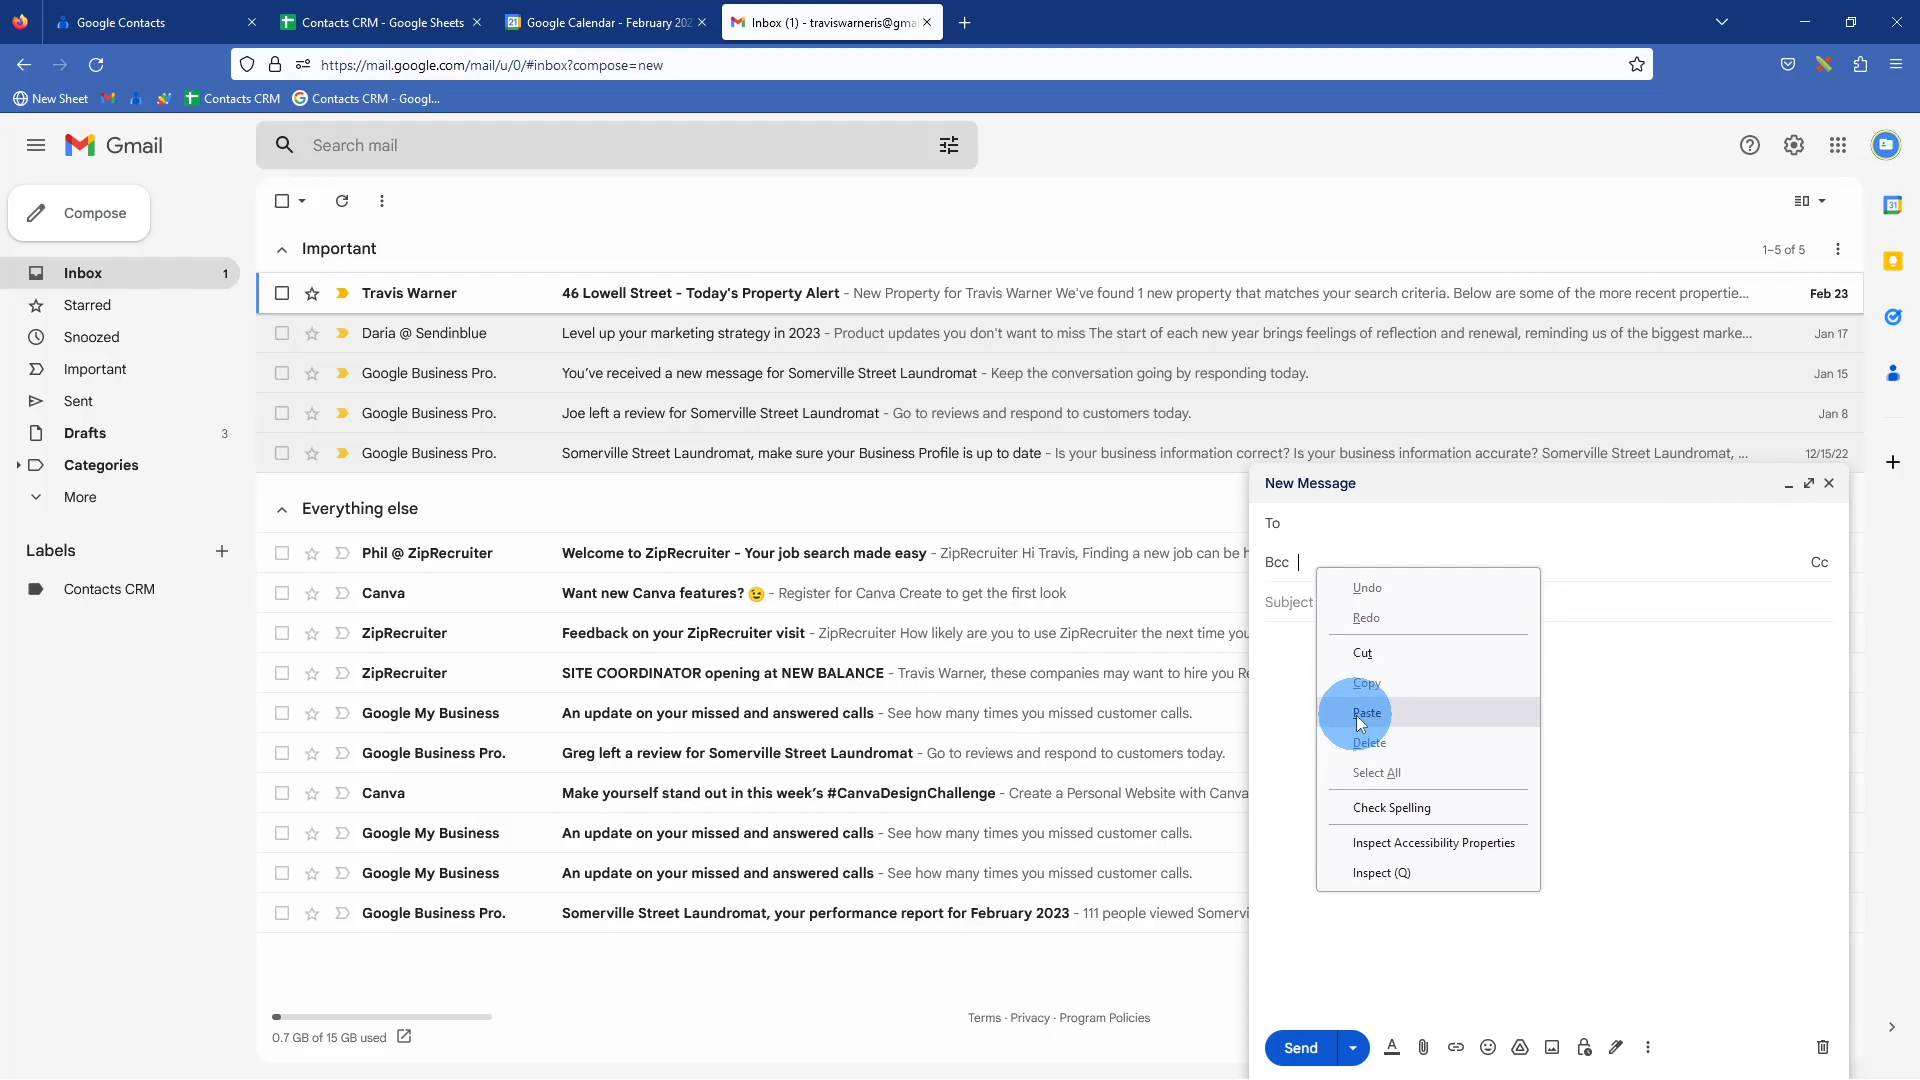 Google Contacts
Contacts CRM - Google Sheets
Google Calendar - February 202
Inbox (1) - traviswarneris@gma
https://mail.google.com/mail/u/0/#inbox?compose=new
New Sheet
Contacts CRM
Contacts CRM - Googl...
Gmail
Search mail
Compose
Inbox 1
Starred
Snoozed
Important
Sent
Drafts 3
Categories
More
Labels
Contacts CRM
Important 1–5 of 5
Travis Warner 46 Lowell Street - Today's Property Alert - New Property for Travis Warner We've found 1 new property that matches your search criteria. Below are some of the more recent propertie... Feb 23
Daria @ Sendinblue Level up your marketing strategy in 2023 - Product updates you don't want to miss The start of each new year brings feelings of reflection and renewal, reminding us of the biggest marke... Jan 17
Google Business Pro. You've received a new message for Somerville Street Laundromat - Keep the conversation going by responding today. Jan 15
Google Business Pro. Joe left a review for Somerville Street Laundromat - Go to reviews and respond to customers today. Jan 8
Google Business Pro. Somerville Street Laundromat, make sure your Business Profile is up to date - Is your business information correct? Is your business information accurate? Somerville Street Laundromat, ... 12/15/22
Everything else
Phil @ ZipRecruiter Welcome to ZipRecruiter - Your job search made easy - ZipRecruiter Hi Travis, Finding a new job can be h
Canva Want new Canva features? 😉 - Register for Canva Create to get the first look
ZipRecruiter Feedback on your ZipRecruiter visit - ZipRecruiter How likely are you to use ZipRecruiter the next time you
ZipRecruiter SITE COORDINATOR opening at NEW BALANCE - Travis Warner, these companies may want to hire you Re
Google My Business An update on your missed and answered calls - See how many times you missed customer calls.
Google Business Pro. Greg left a review for Somerville Street Laundromat - Go to reviews and respond to customers today.
Canva Make yourself stand out in this week's #CanvaDesignChallenge - Create a Personal Website with Canva
Google My Business An update on your missed and answered calls - See how many times you missed customer calls.
Google My Business An update on your missed and answered calls - See how many times you missed customer calls.
Google Business Pro. Somerville Street Laundromat, your performance report for February 2023 - 111 people viewed Somervi
0.7 GB of 15 GB used
Terms · Privacy · Program Policies
New Message
To
Bcc Cc
Subject
Undo
Redo
Cut
Copy
Paste
Delete
Select All
Check Spelling
Inspect Accessibility Properties
Inspect (Q)
Send
31